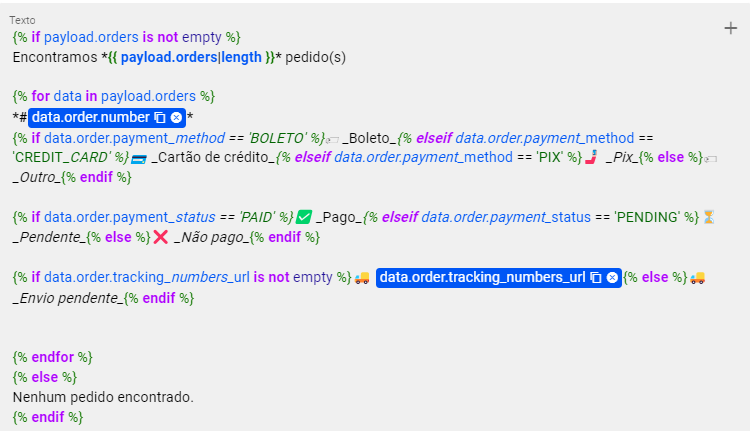 Texto
{% if payload.orders is not empty %}
Encontramos *{{ payload.orders|length }}* pedido(s)
{% for data in payload.orders %}
*# data.order.number *
{% if data.order.payment_method == 'BOLETO' %}🎫 _Boleto_{% elseif data.order.payment_method ==
'CREDIT_CARD' %}💳 _Cartão de crédito_{% elseif data.order.payment_method == 'PIX' %}🤳 _Pix_{% else %}🎫
_Outro_{% endif %}
{% if data.order.payment_status == 'PAID' %}✅ _Pago_{% elseif data.order.payment_status == 'PENDING' %}⏳
_Pendente_{% else %}❌ _Não pago_{% endif %}
{% if data.order.tracking_numbers_url is not empty %}🚚 data.order.tracking_numbers_url {% else %}🚚
_Envio pendente_{% endif %}
{% endfor %}
{% else %}
Nenhum pedido encontrado.
{% endif %}